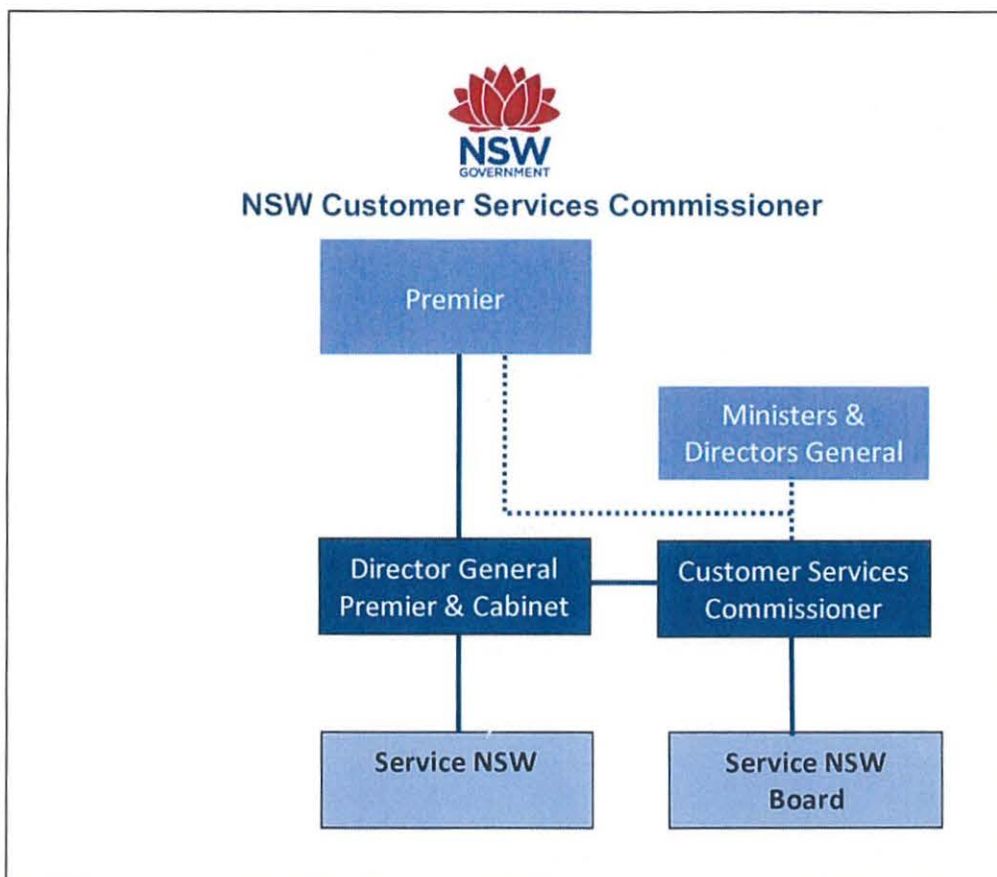 NSW
GOVERNMENT
NSW Customer Services Commissioner
Premier
Ministers &
Directors General
Director General
Premier & Cabinet
Customer Services
Commissioner
Service NSW
Service NSW
Board